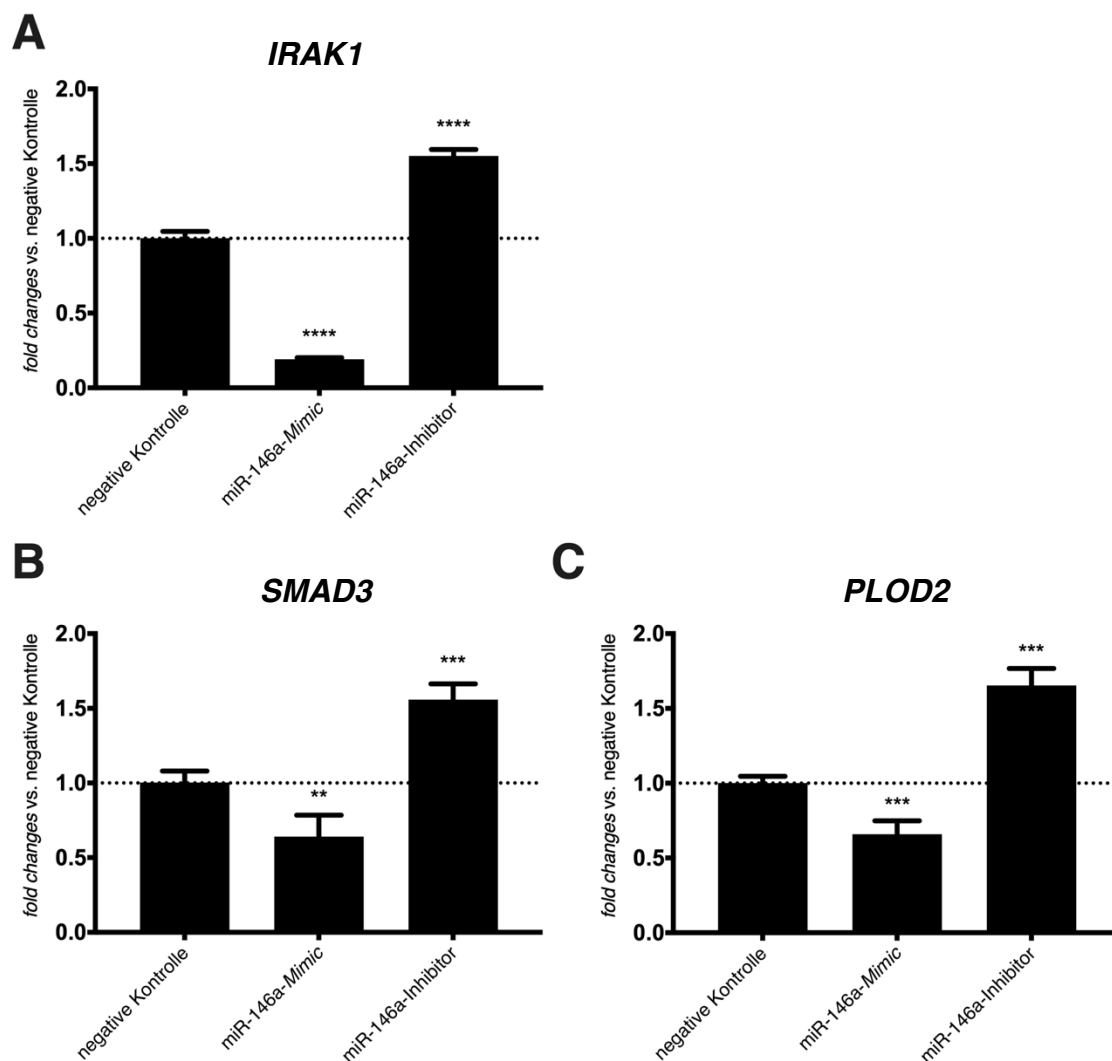 A
IRAK1
fold changes vs. negative Kontrolle
2.0
1.5
1.0
0.5
0.0
****
****
negative Kontrolle
miR-146a-Mimic
miR-146a-Inhibitor
B
SMAD3
fold changes vs. negative Kontrolle
2.0
1.5
1.0
0.5
0.0
**
***
negative Kontrolle
miR-146a-Mimic
miR-146a-Inhibitor
C
PLOD2
fold changes vs. negative Kontrolle
2.0
1.5
1.0
0.5
0.0
***
***
negative Kontrolle
miR-146a-Mimic
miR-146a-Inhibitor